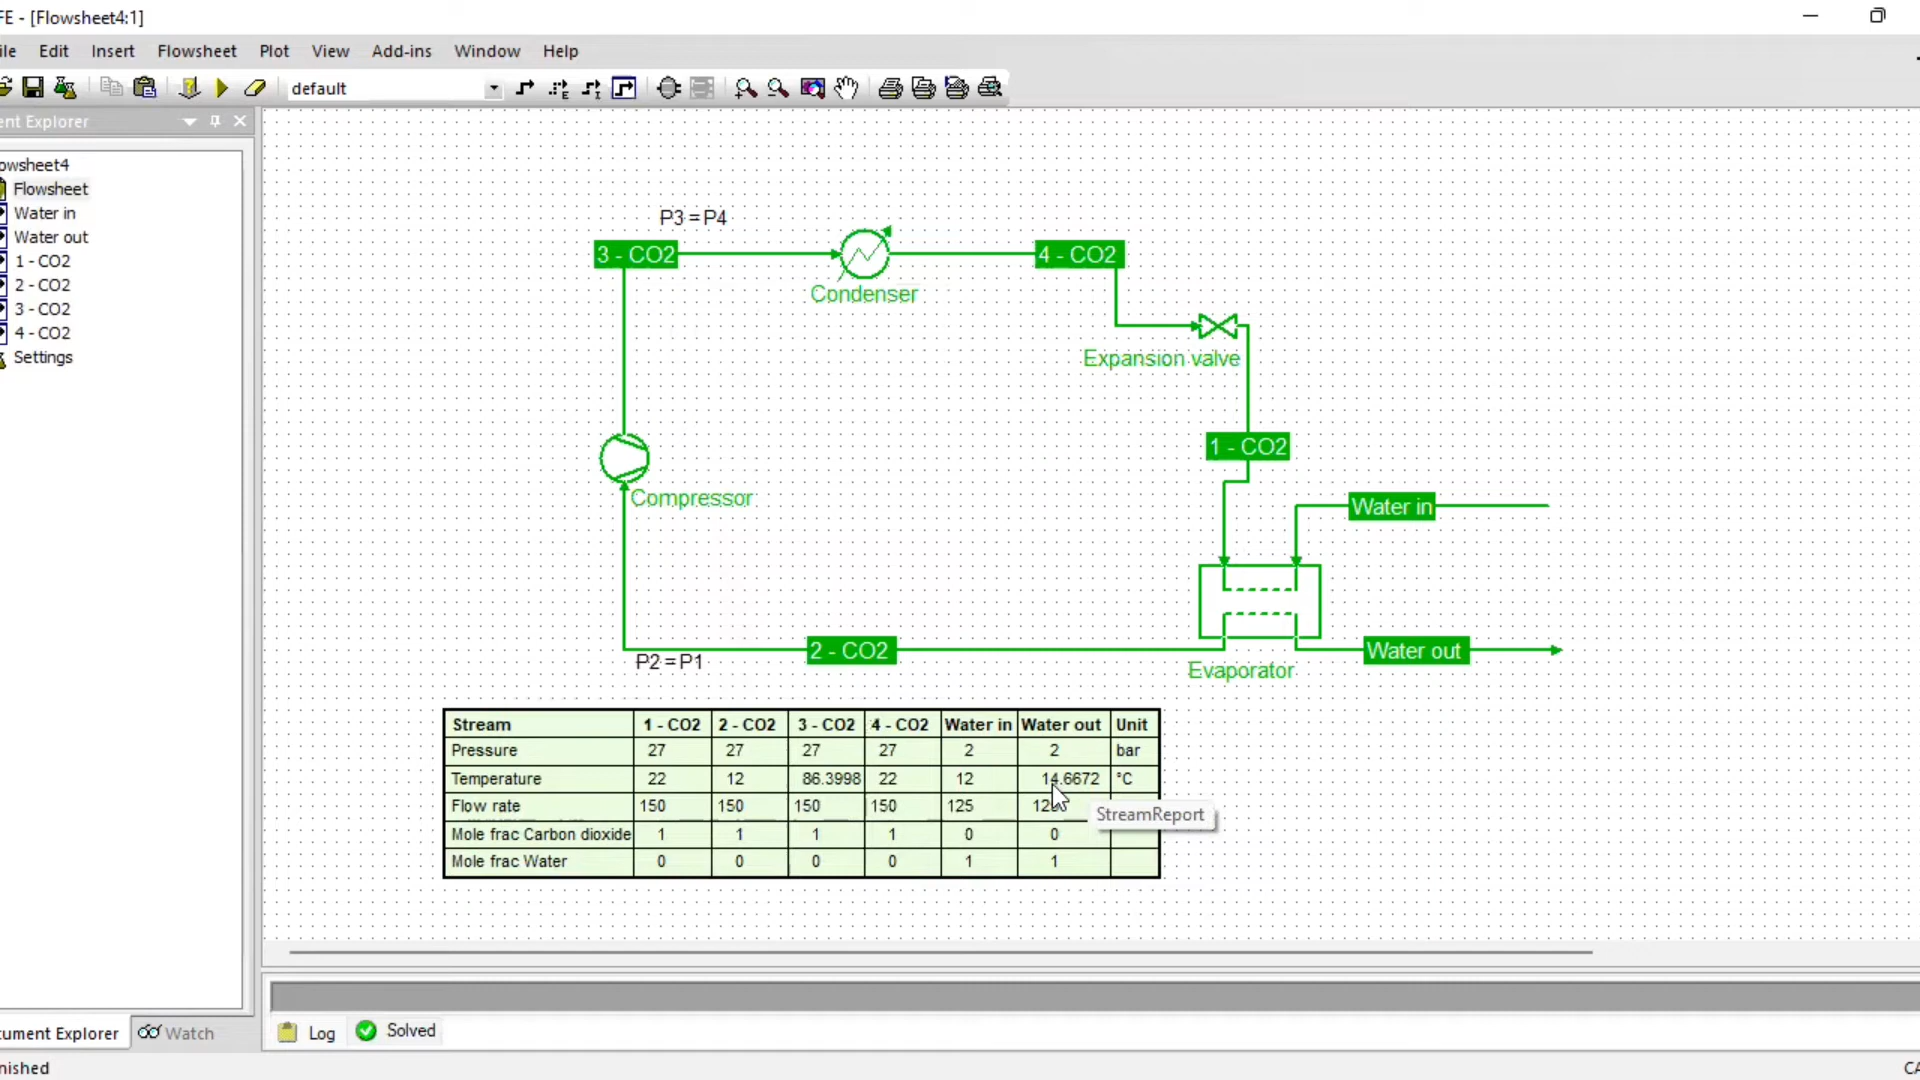 FE - [Flowsheet4:1]
ile Edit Insert Flowsheet Plot View Add-ins Window Help
default
ent Explorer
owsheet4
Flowsheet
Water in
Water out
1 - CO2
2 - CO2
3 - CO2
4 - CO2
Settings
P3 = P4
3 - CO2
4 - CO2
Condenser
Expansion valve
1 - CO2
Compressor
Water in
2 - CO2
Water out
P2 = P1
Evaporator
Stream 1 - CO2 2 - CO2 3 - CO2 4 - CO2 Water in Water out Unit
Pressure 27 27 27 27 2 2 bar
Temperature 22 12 86.3998 22 12 14.6672 °C
Flow rate 150 150 150 150 125
StreamReport
Mole frac Carbon dioxide 1 1 1 1 0 0
Mole frac Water 0 0 0 0 1 1
Log Solved
cument Explorer Watch
nished
CA